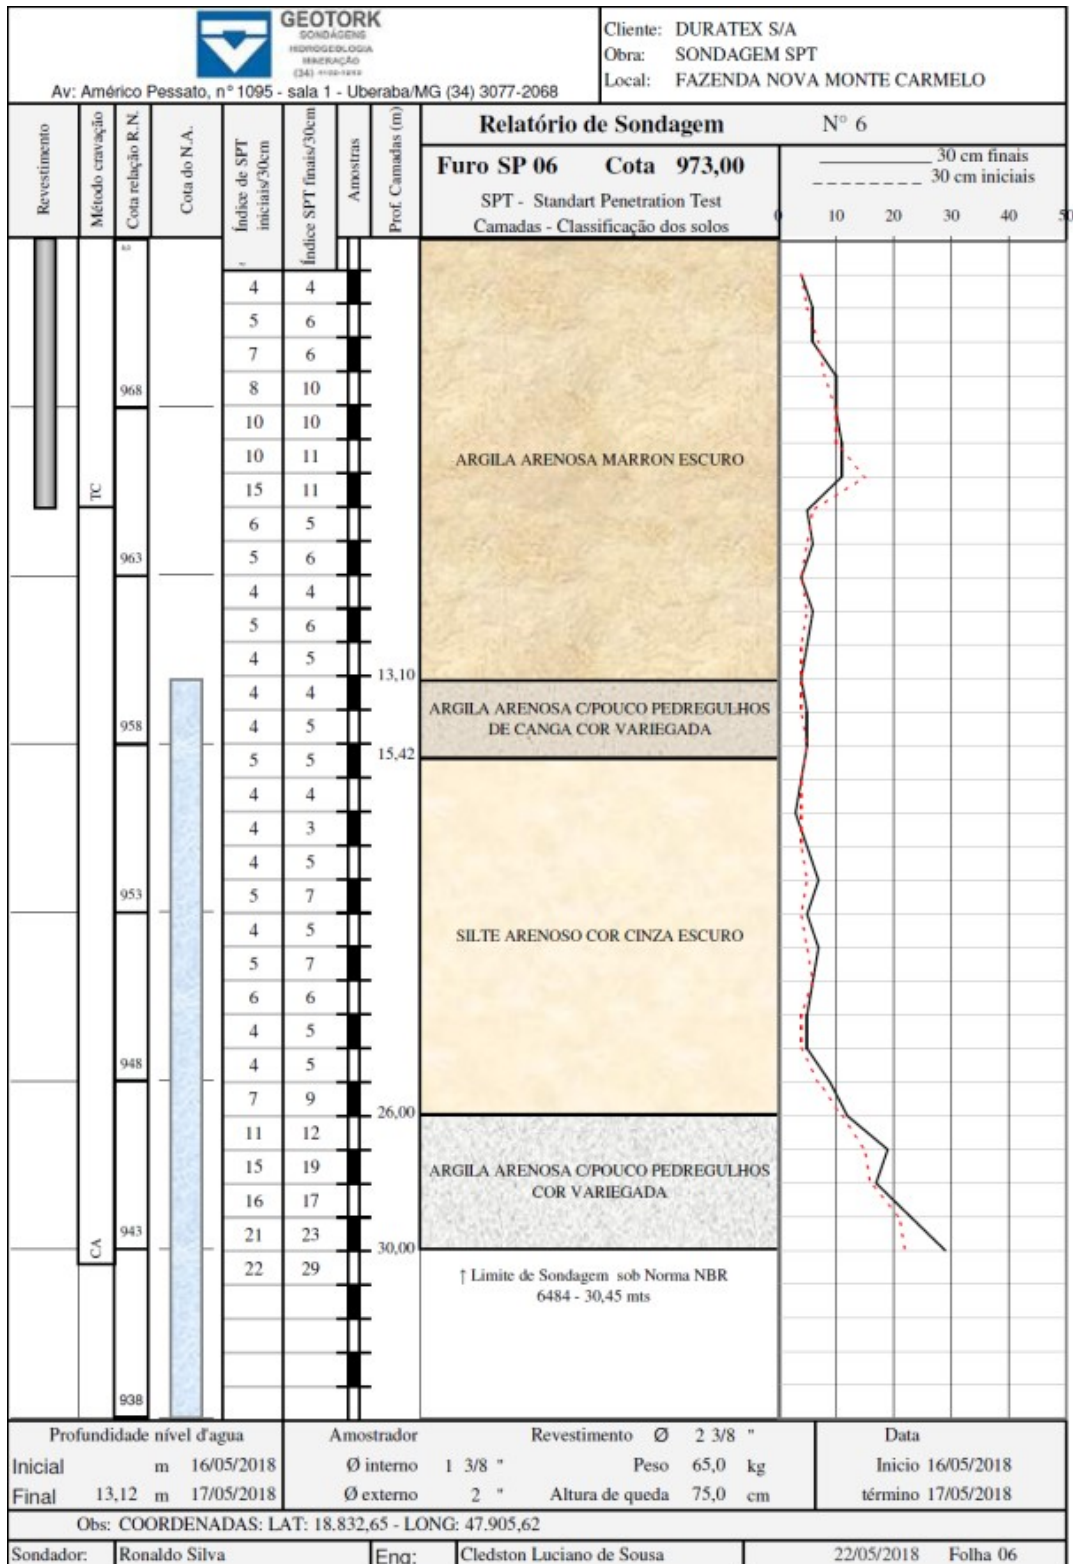 GEOTORK
SONDAGENS
HIDROGEOLOGIA
MINERAÇÃO
Av: Américo Pessato, n° 1095 - sala 1 - Uberaba/MG (34) 3077-2068
Cliente: DURATEX S/A
Obra: SONDAGEM SPT
Local: FAZENDA NOVA MONTE CARMELO
Revestimento
Método cravação
Cota relação R.N.
Cota do N.A.
Índice de SPT iniciais/30cm
Índice SPT finais/30cm
Amostras
Prof. Camadas (m)
Relatório de Sondagem N° 6
Furo SP 06 Cota 973,00
SPT - Standart Penetration Test
Camadas - Classificação dos solos
30 cm finais
30 cm iniciais
0 10 20 30 40 50
4 4
5 6
7 6
968 8 10
10 10
10 11
ARGILA ARENOSA MARRON ESCURO
TC 15 11
6 5
963 5 6
4 4
5 6
4 5
13,10
4 4
ARGILA ARENOSA C/POUCO PEDREGULHOS
DE CANGA COR VARIEGADA
958 4 5
15,42
5 5
4 4
4 3
4 5
953 5 7
4 5
SILTE ARENOSO COR CINZA ESCURO
5 7
6 6
4 5
948 4 5
7 9
26,00
11 12
15 19
ARGILA ARENOSA C/POUCO PEDREGULHOS
COR VARIEGADA
16 17
943 21 23
CA 30,00
22 29
↑ Limite de Sondagem sob Norma NBR
6484 - 30,45 mts
938
Profundidade nível d'agua Amostrador Revestimento Ø 2 3/8 " Data
Inicial m 16/05/2018 Ø interno 1 3/8 " Peso 65,0 kg Inicio 16/05/2018
Final 13,12 m 17/05/2018 Ø externo 2 " Altura de queda 75,0 cm término 17/05/2018
Obs: COORDENADAS: LAT: 18.832,65 - LONG: 47.905,62
Sondador: Ronaldo Silva Eng: Cledston Luciano de Sousa 22/05/2018 Folha 06